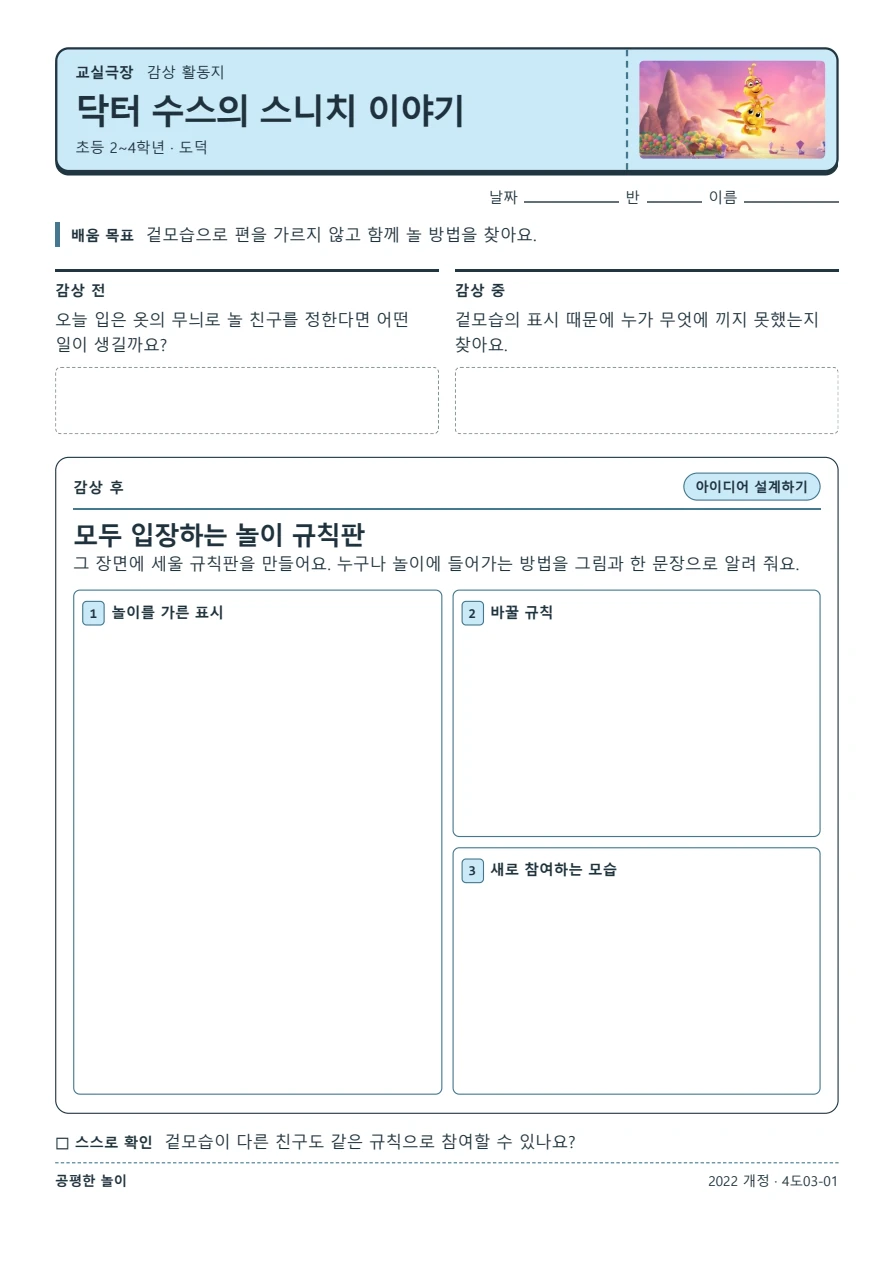 교실극장 감상 활동지
닥터 수스의 스니치 이야기
초등 2~4학년 · 도덕
날짜 반 이름
배움 목표 겉모습으로 편을 가르지 않고 함께 놀 방법을 찾아요.
감상 전
오늘 입은 옷의 무늬로 놀 친구를 정한다면 어떤
일이 생길까요?
감상 중
겉모습의 표시 때문에 누가 무엇에 끼지 못했는지
찾아요.
감상 후
아이디어 설계하기
모두 입장하는 놀이 규칙판
그 장면에 세울 규칙판을 만들어요. 누구나 놀이에 들어가는 방법을 그림과 한 문장으로 알려 줘요.
1 놀이를 가른 표시
2 바꿀 규칙
3 새로 참여하는 모습
□ 스스로 확인 겉모습이 다른 친구도 같은 규칙으로 참여할 수 있나요?
공평한 놀이
2022 개정 · 4도03-01